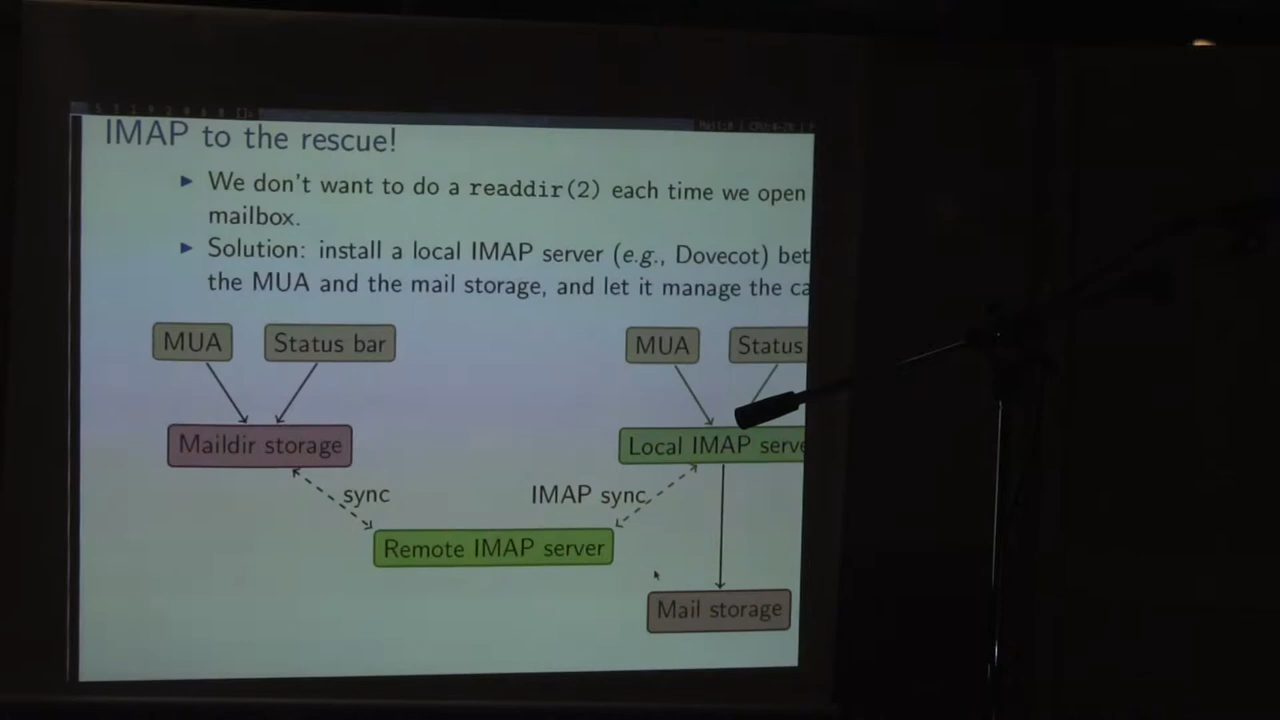 IMAP to the rescue!
We don't want to do a readdir(2) each time we open
mailbox.
Solution: install a local IMAP server (e.g., Dovecot) bet
the MUA and the mail storage, and let it manage the ca
MUA Status bar MUA Status
Maildir storage Local IMAP serve
sync IMAP sync
Remote IMAP server
Mail storage